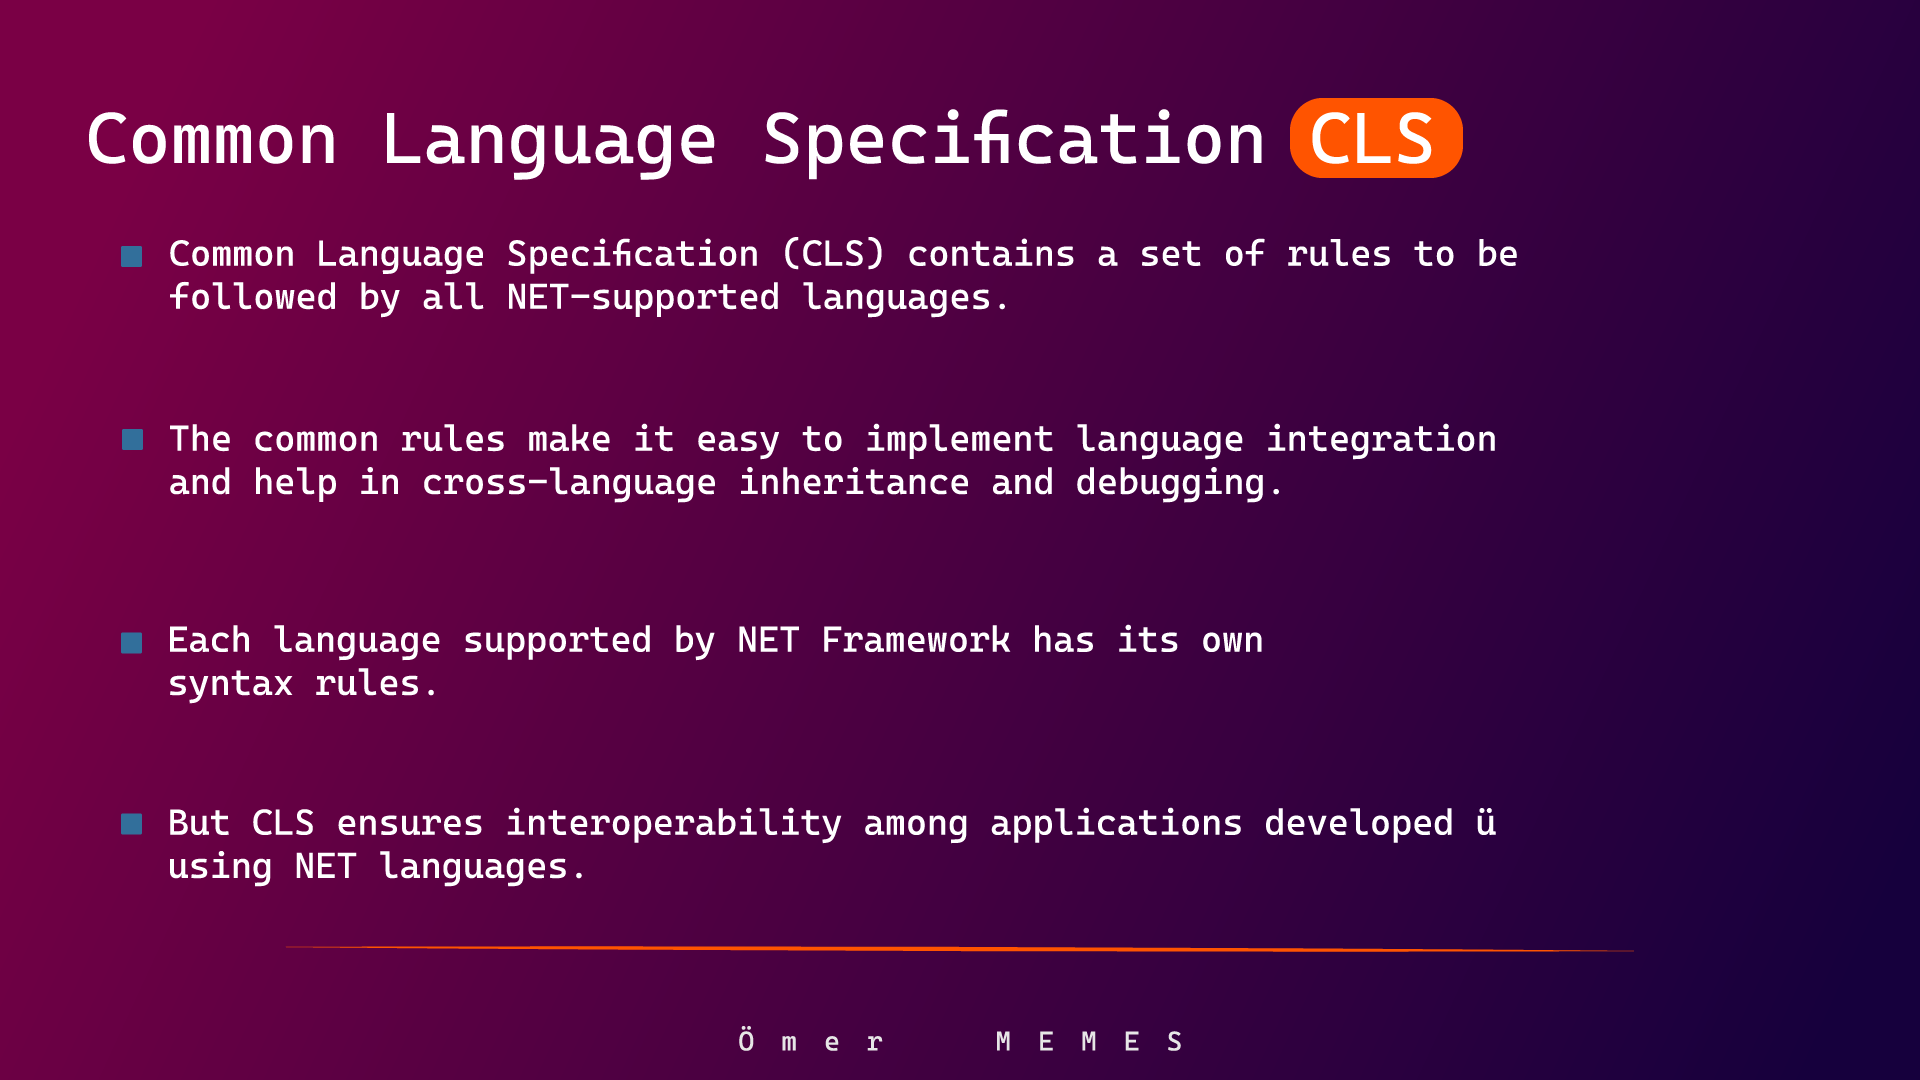 Common Language Specification CLS
Common Language Specification (CLS) contains a set of rules to be
followed by all NET-supported languages.
The common rules make it easy to implement language integration
and help in cross-language inheritance and debugging.
Each language supported by NET Framework has its own
syntax rules.
But CLS ensures interoperability among applications developed ü
using NET languages.
Ömer MEMES